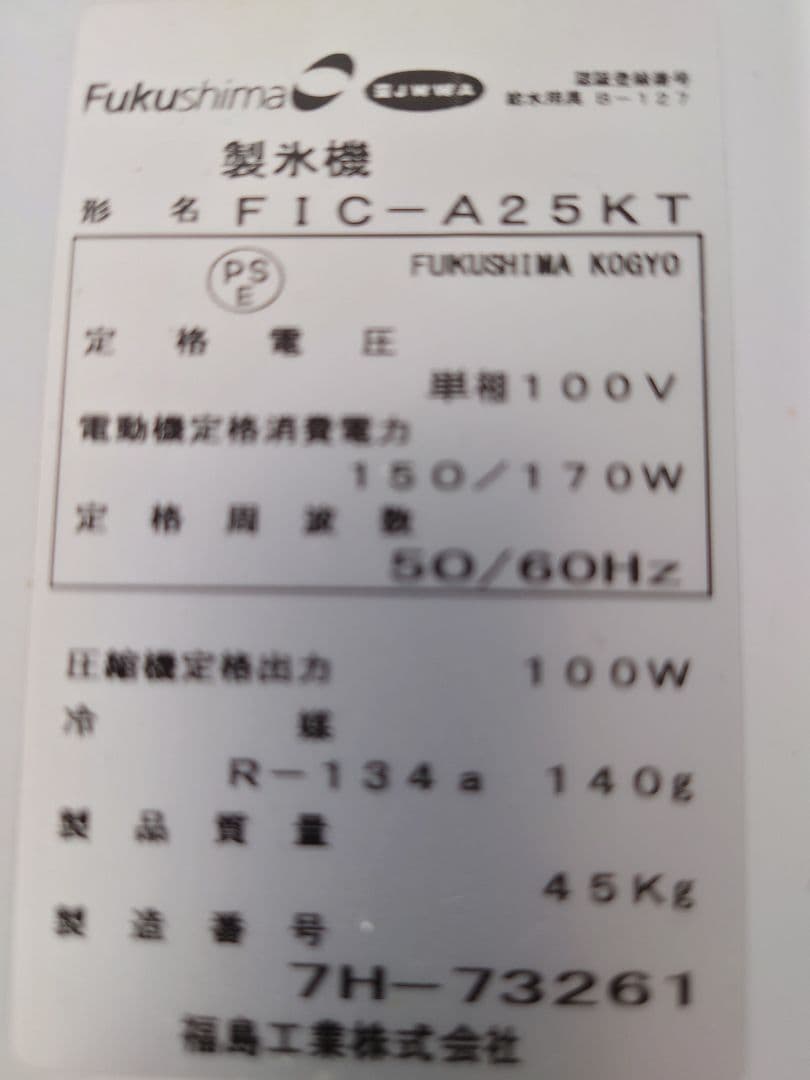 Fukushima JWWA 認証登録番号
給水用具 B-127
製氷機
形名 FIC-A25KT
PSE FUKUSHIMA KOGYO
定格電圧
単相100V
電動機定格消費電力
150/170W
定格周波数
50/60Hz
圧縮機定格出力 100W
冷媒
R-134a 140g
製品質量
45Kg
製造番号
7H-73261
福島工業株式会社